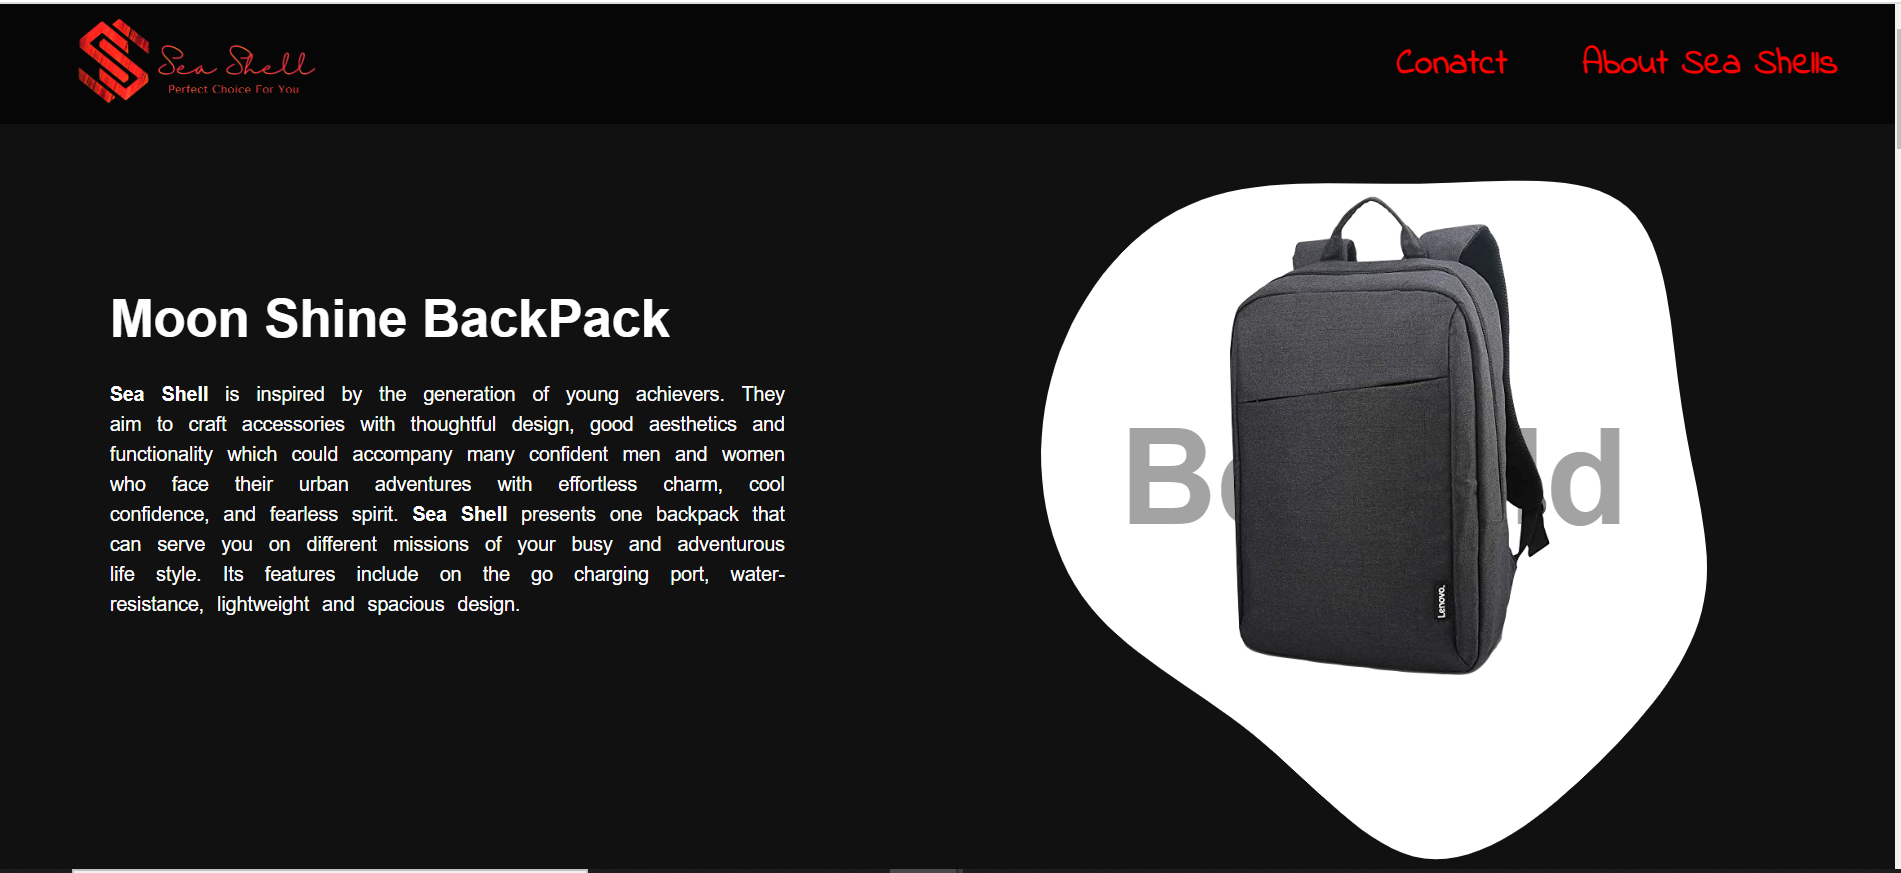 Sea Shell
Perfect Choice For You
Conatct
About Sea Shells
Moon Shine BackPack
Sea Shell is inspired by the generation of young achievers. They
aim to craft accessories with thoughtful design, good aesthetics and
functionality which could accompany many confident men and women
who face their urban adventures with effortless charm, cool
confidence, and fearless spirit. Sea Shell presents one backpack that
can serve you on different missions of your busy and adventurous
life style. Its features include on the go charging port, water-
resistance, lightweight and spacious design.
Lenovo